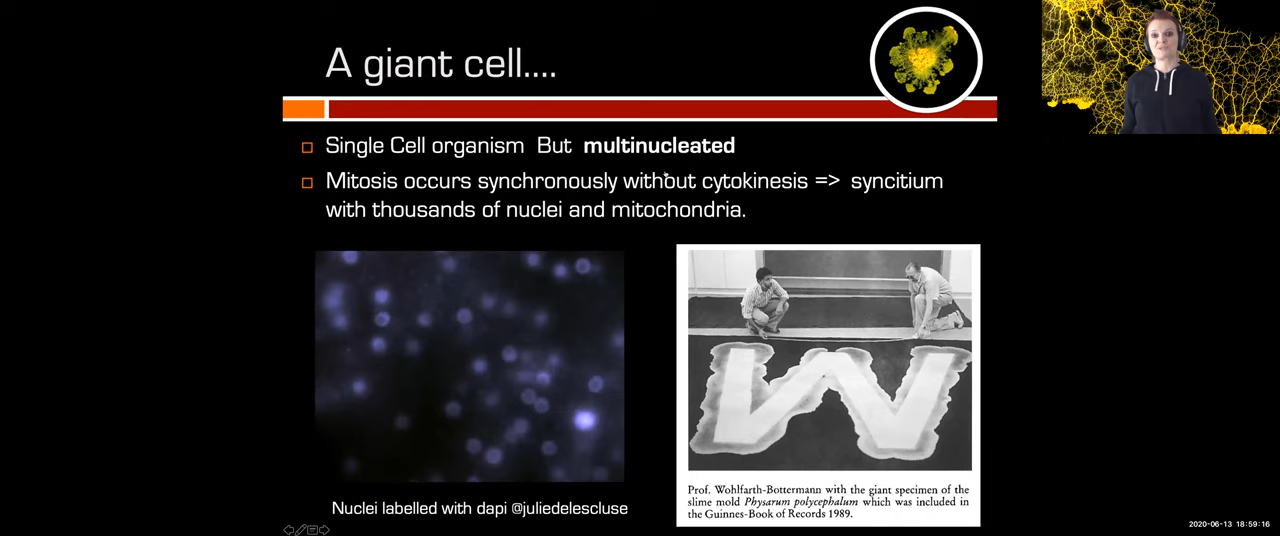 A giant cell....
Single Cell organism But multinucleated
Mitosis occurs synchronously without cytokinesis => syncitium
with thousands of nuclei and mitochondria.
Nuclei labelled with dapi @juliedelescluse
Prof. Wohlfarth-Bottermann with the giant specimen of the
slime mold Physarum polycephalum which was included in
the Guinnes-Book of Records 1989.
2020-06-13 18:59:16